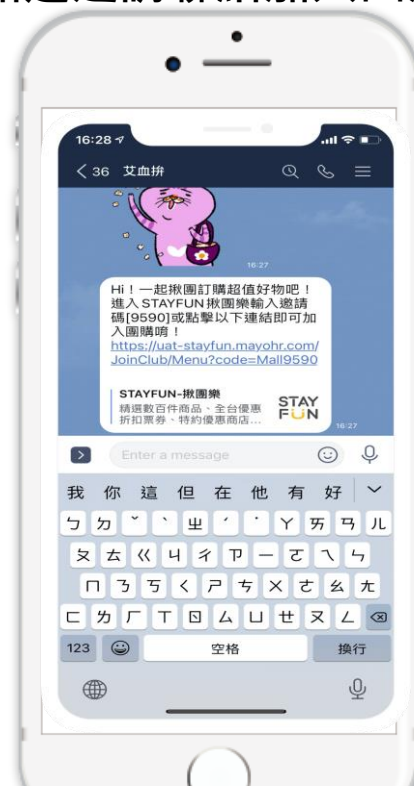 16:28
36 艾血拚
16:27
Hi！一起揪團訂購超值好物吧！
進入STAYFUN揪團樂輸入邀請
碼[9590]或點擊以下連結即可加
入團購唷！
https://uat-stayfun.mayohr.com/
JoinClub/Menu?code=Mall9590
STAYFUN-揪團樂
精選數百件商品、全台優惠
折扣票券、特約優惠商店...
STAY
FUN
16:27
Enter a message
我 你 這 但 在 他 有 好
ㄅ ㄉ ˇ ˋ ㄓ ˊ ˙ ㄚ ㄞ ㄢ ㄦ
ㄆ ㄊ ㄍ ㄐ ㄔ ㄗ ㄧ ㄛ ㄟ ㄣ
ㄇ ㄋ ㄎ ㄑ ㄕ ㄘ ㄨ ㄜ ㄠ ㄤ
ㄈ ㄌ ㄏ ㄒ ㄖ ㄙ ㄩ ㄝ ㄡ ㄥ
123 空格 換行